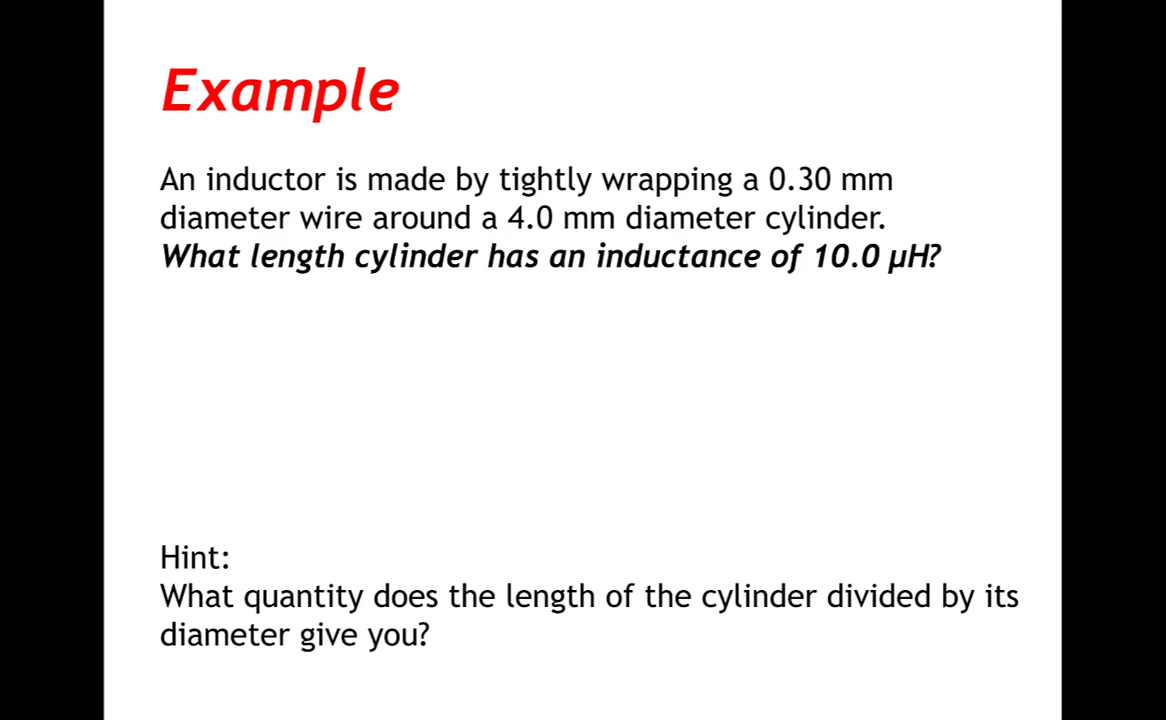 Example
An inductor is made by tightly wrapping a 0.30 mm
diameter wire around a 4.0 mm diameter cylinder.
What length cylinder has an inductance of 10.0 μH?
Hint:
What quantity does the length of the cylinder divided by its
diameter give you?